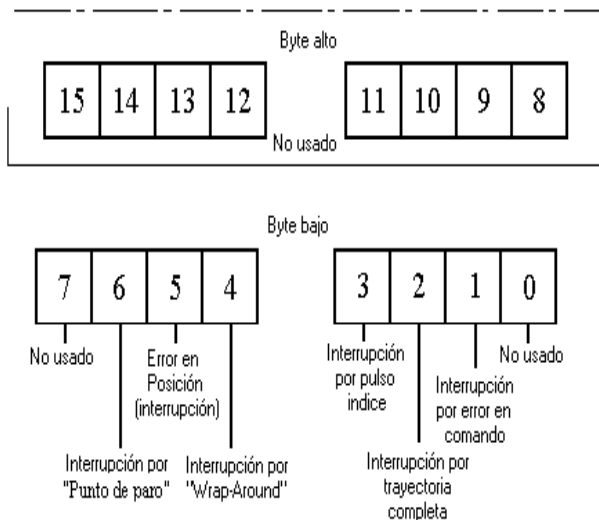 Byte alto
15 14 13 12 11 10 9 8
No usado
Byte bajo
7 6 5 4 3 2 1 0
No usado
Error en
Posición
(interrupción)
Interrupción
por pulso
indice
No usado
Interrupción
por error en
comando
Interrupción por
"Punto de paro"
Interrupción por
"Wrap-Around"
Interrupción por
trayectoria
completa